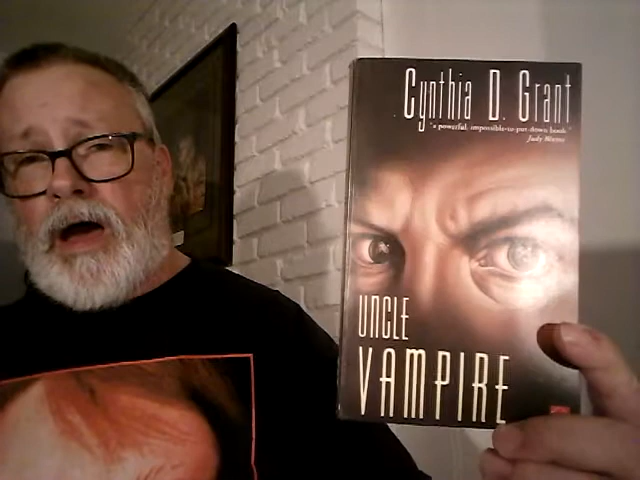 Cynthia D. Grant
"a powerful, impossible-to-put-down book."
Judy Blume
UNCLE
VAMPIRE